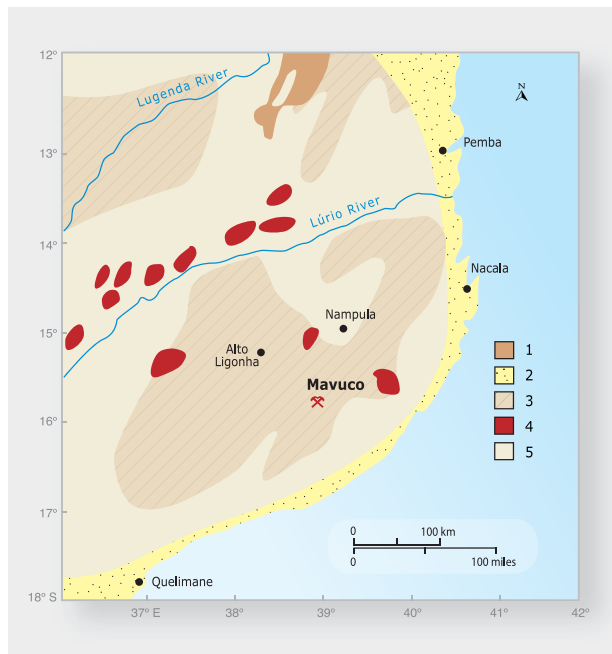 12°
13°
14°
15°
16°
17°
18° S
37° E
38°
39°
40°
41°
42°
N
Lugenda River
Pemba
Lúrio River
Nacala
Nampula
Alto
Ligonha
Mavuco
Quelimane
1
2
3
4
5
0
100 km
0
100 miles